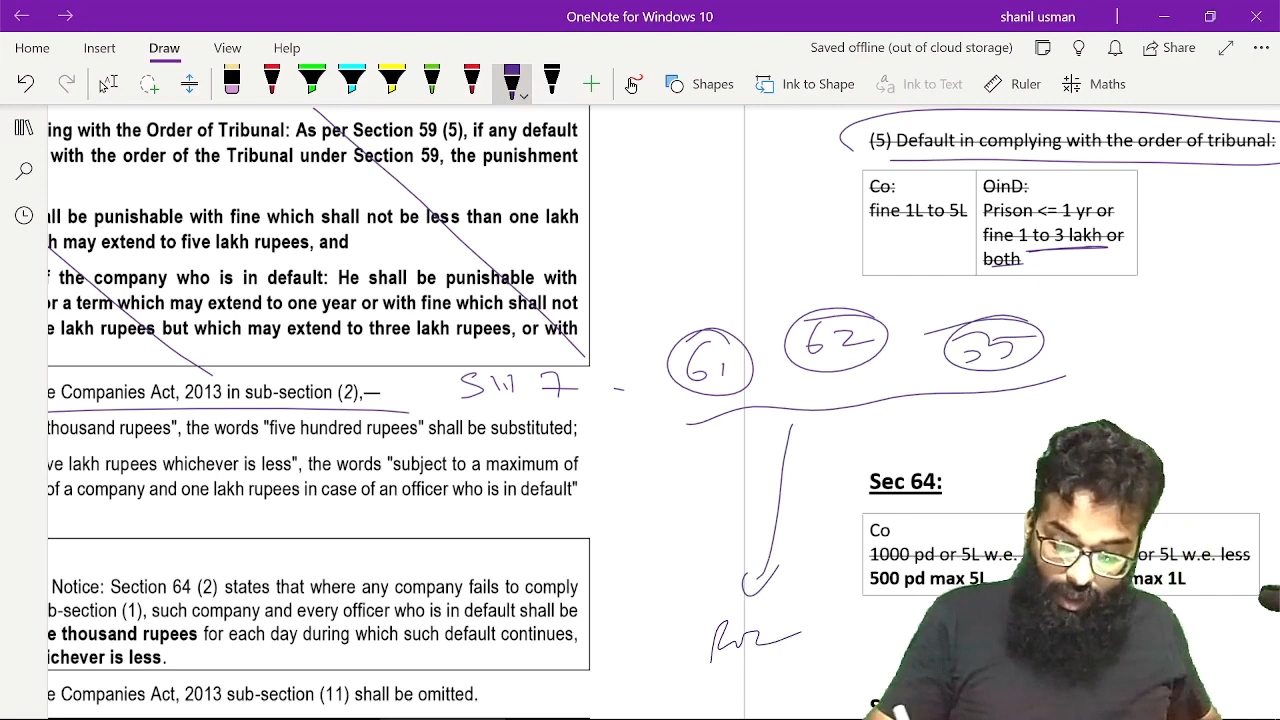 OneNote for Windows 10
shanil usman
Home Insert Draw View Help
Saved offline (out of cloud storage)
Share
Shapes
Ink to Shape
Ink to Text
Ruler
Maths
ing with the Order of Tribunal: As per Section 59 (5), if any default
with the order of the Tribunal under Section 59, the punishment
all be punishable with fine which shall not be less than one lakh
h may extend to five lakh rupees, and
f the company who is in default: He shall be punishable with
or a term which may extend to one year or with fine which shall not
e lakh rupees but which may extend to three lakh rupees, or with
e Companies Act, 2013 in sub-section (2),—
thousand rupees", the words "five hundred rupees" shall be substituted;
ve lakh rupees whichever is less", the words "subject to a maximum of
of a company and one lakh rupees in case of an officer who is in default"
Notice: Section 64 (2) states that where any company fails to comply
b-section (1), such company and every officer who is in default shall be
e thousand rupees for each day during which such default continues,
ichever is less.
e Companies Act, 2013 sub-section (11) shall be omitted.
(5) Default in complying with the order of tribunal:
Co:
fine 1L to 5L
OinD:
Prison <= 1 yr or
fine 1 to 3 lakh or
both
SH 7 - 61 62 55
Sec 64:
Co
1000 pd or 5L w.e.
500 pd max 5L
or 5L w.e. less
max 1L